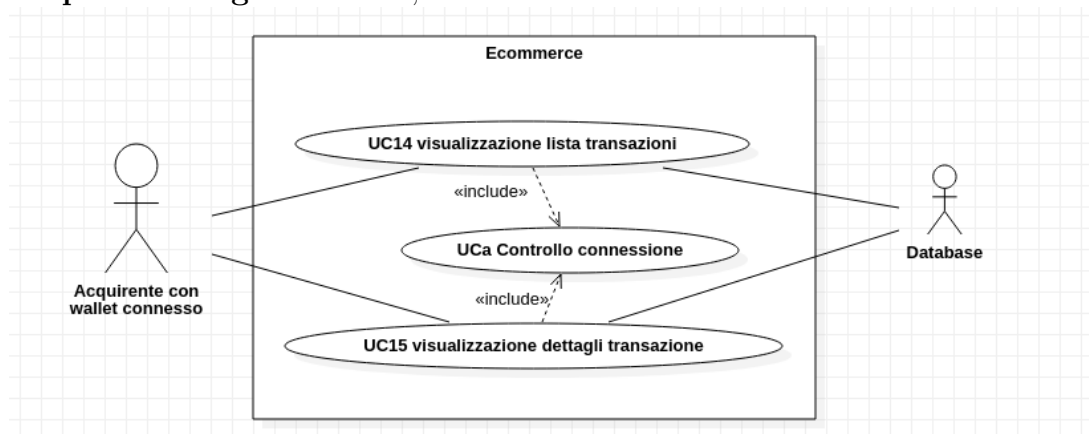 Ecommerce
UC14 visualizzazione lista transazioni
«include»
UCa Controllo connessione
Database
Acquirente con
wallet connesso
«include»
UC15 visualizzazione dettagli transazione